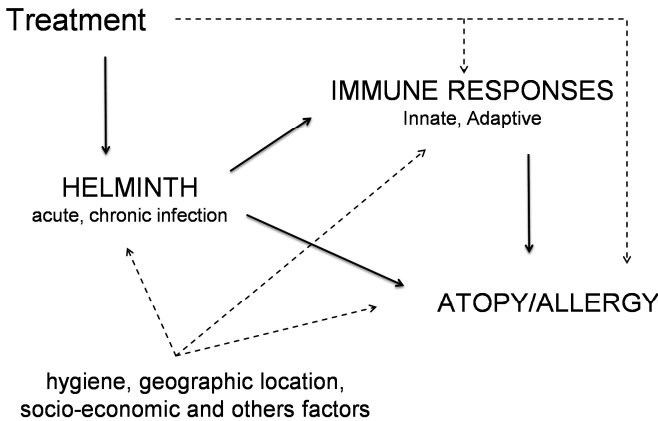 Treatment
IMMUNE RESPONSES
Innate, Adaptive
HELMINTH
acute, chronic infection
ATOPY/ALLERGY
hygiene, geographic location,
socio-economic and others factors